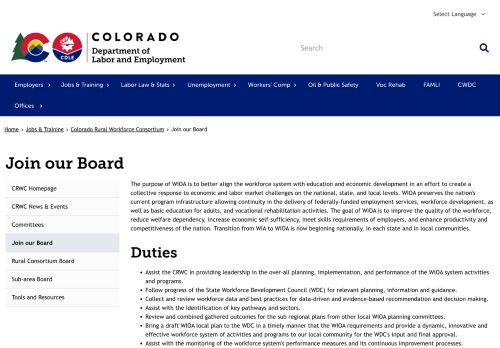 Select Language
COLORADO
Department of
Labor and Employment
CDLE
Search
Employers
Jobs & Training
Labor Law & Stats
Unemployment
Workers' Comp
Oil & Public Safety
Voc Rehab
FAMLI
CWDC
Offices
Home › Jobs & Training › Colorado Rural Workforce Consortium › Join our Board
Join our Board
CRWC Homepage
CRWC News & Events
Committees
Join our Board
Rural Consortium Board
Sub-area Board
Tools and Resources
The purpose of WIOA is to better align the workforce system with education and economic development in an effort to create a
collective response to economic and labor market challenges on the national, state, and local levels. WIOA preserves the nation's
current program infrastructure allowing continuity in the delivery of federally-funded employment services, workforce development, as
well as basic education for adults, and vocational rehabilitation activities. The goal of WIOA is to improve the quality of the workforce,
reduce welfare dependency, increase economic self-sufficiency, meet skills requirements of employers, and enhance productivity and
competitiveness of the nation. Transition from WIA to WIOA is now beginning nationally, in each state and in local communities.
Duties
• Assist the CRWC in providing leadership in the over-all planning, implementation, and performance of the WIOA system activities
and programs.
• Follow progress of the State Workforce Development Council (WDC) for relevant planning, information and guidance.
• Collect and review workforce data and best practices for data-driven and evidence-based recommendation and decision making.
• Assist with the identification of key pathways and sectors.
• Review and combined gathered outcomes for the sub regional plans from other local WIOA planning committees.
• Bring a draft WIOA local plan to the WDC in a timely manner that the WIOA requirements and provide a dynamic, innovative and
effective workforce system of activities and programs to our local community for the WDC's input and final approval.
• Assist with the monitoring of the workforce system's performance measures and its continuous improvement processes.